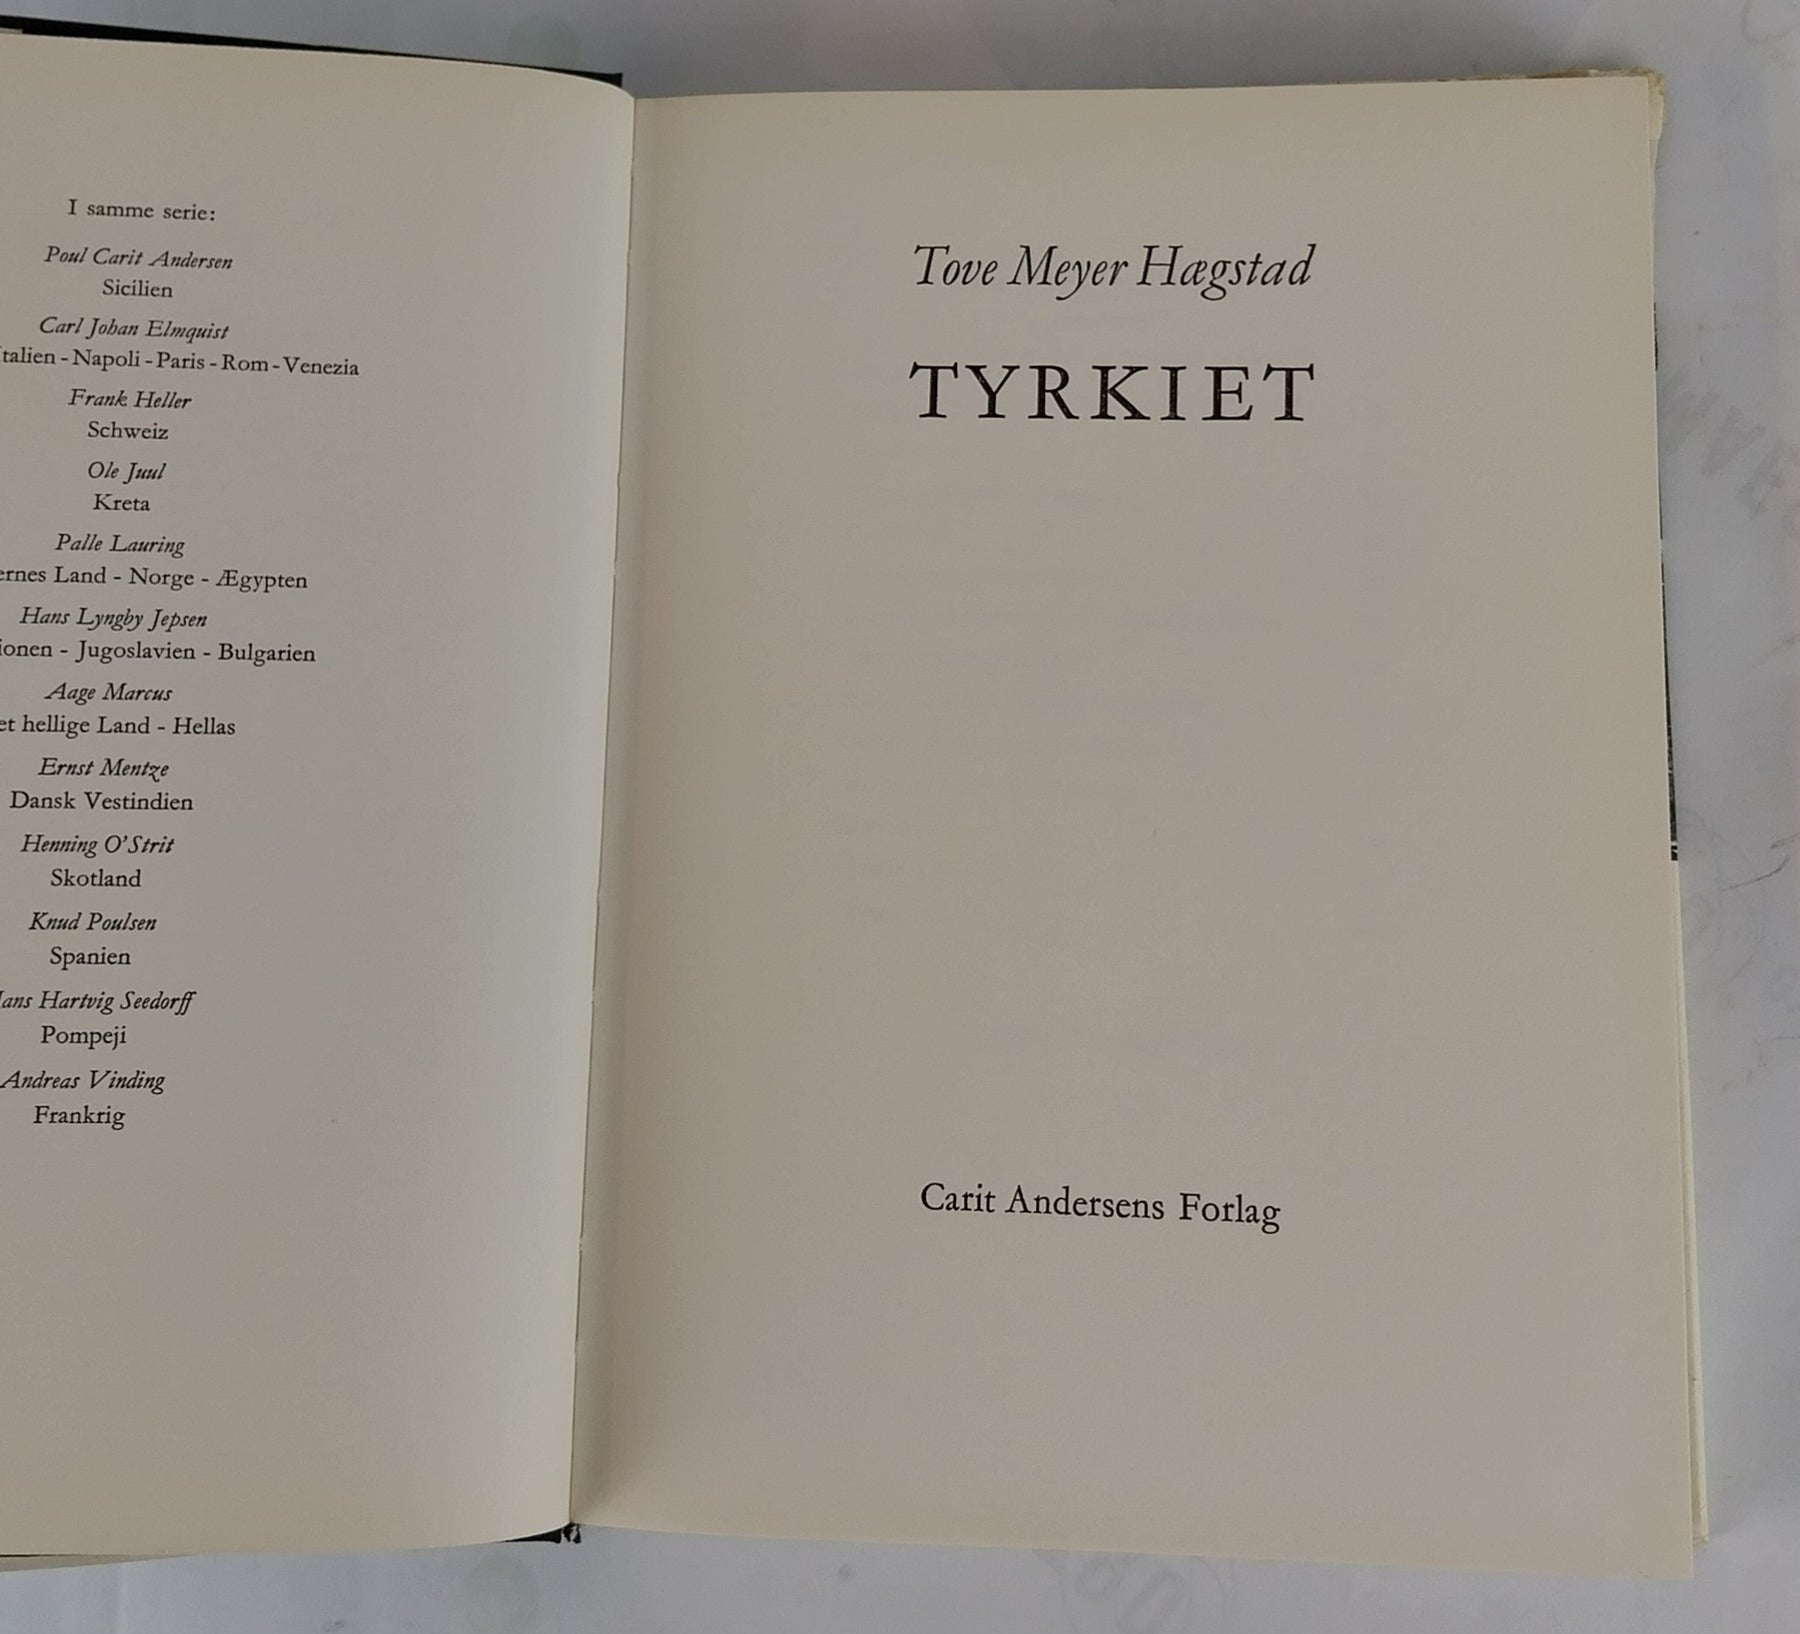 I samme serie:
Poul Carit Andersen
Sicilien
Carl Johan Elmquist
Napoli - Paris - Rom - Venezia
Frank Heller
Schweiz
Ole Juul
Kreta
Palle Lauring
Land - Norge - Ægypten
Hans Lyngby Jepsen
Jugoslavien - Bulgarien
Aage Marcus
hellige Land - Hellas
Ernst Mentze
Dansk Vestindien
Henning O'Strit
Skotland
Knud Poulsen
Spanien
Hartvig Seedorff
Pompeji
Andreas Vinding
Frankrig
Tove Meyer Hægstad
TYRKIET
Carit Andersens Forlag